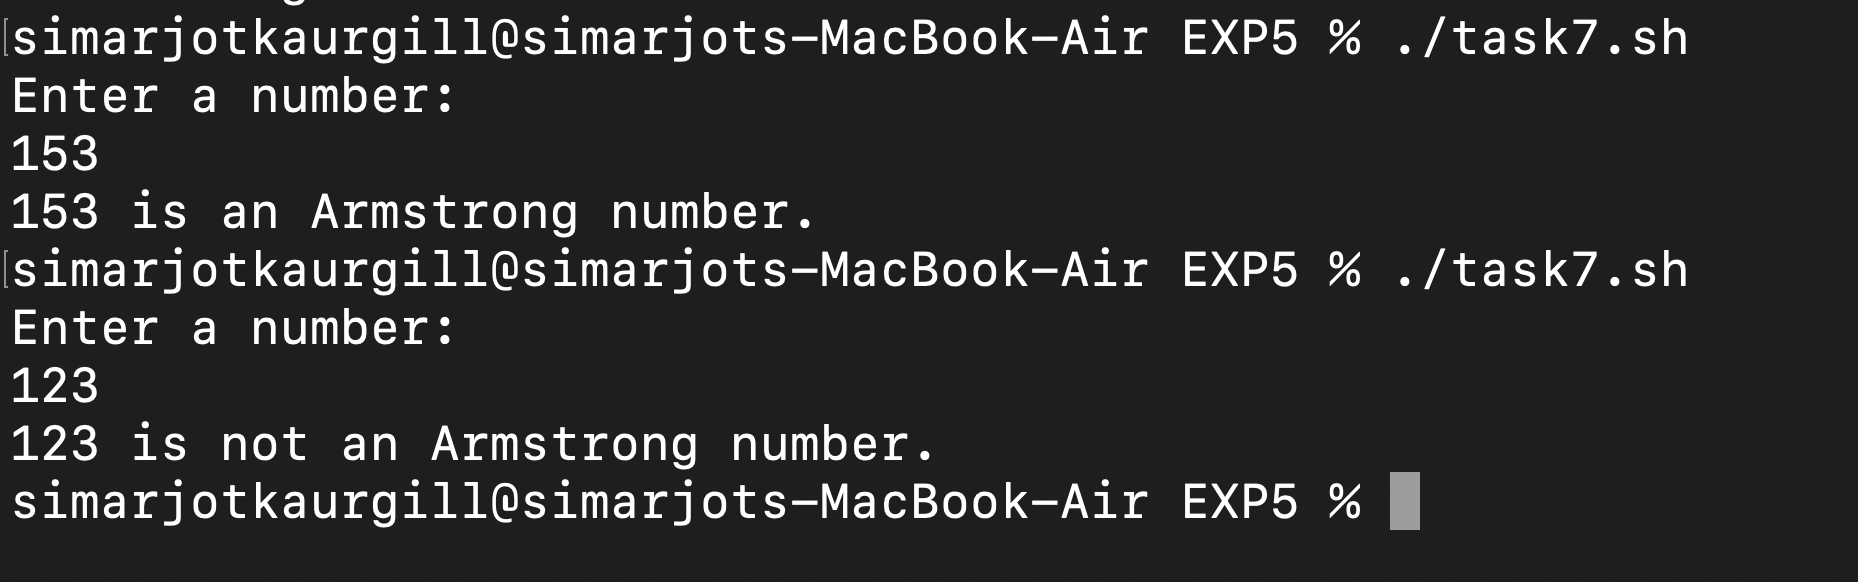 simarjotkaurgill@simarjots-MacBook-Air EXP5 % ./task7.sh
Enter a number:
153
153 is an Armstrong number.
simarjotkaurgill@simarjots-MacBook-Air EXP5 % ./task7.sh
Enter a number:
123
123 is not an Armstrong number.
simarjotkaurgill@simarjots-MacBook-Air EXP5 %